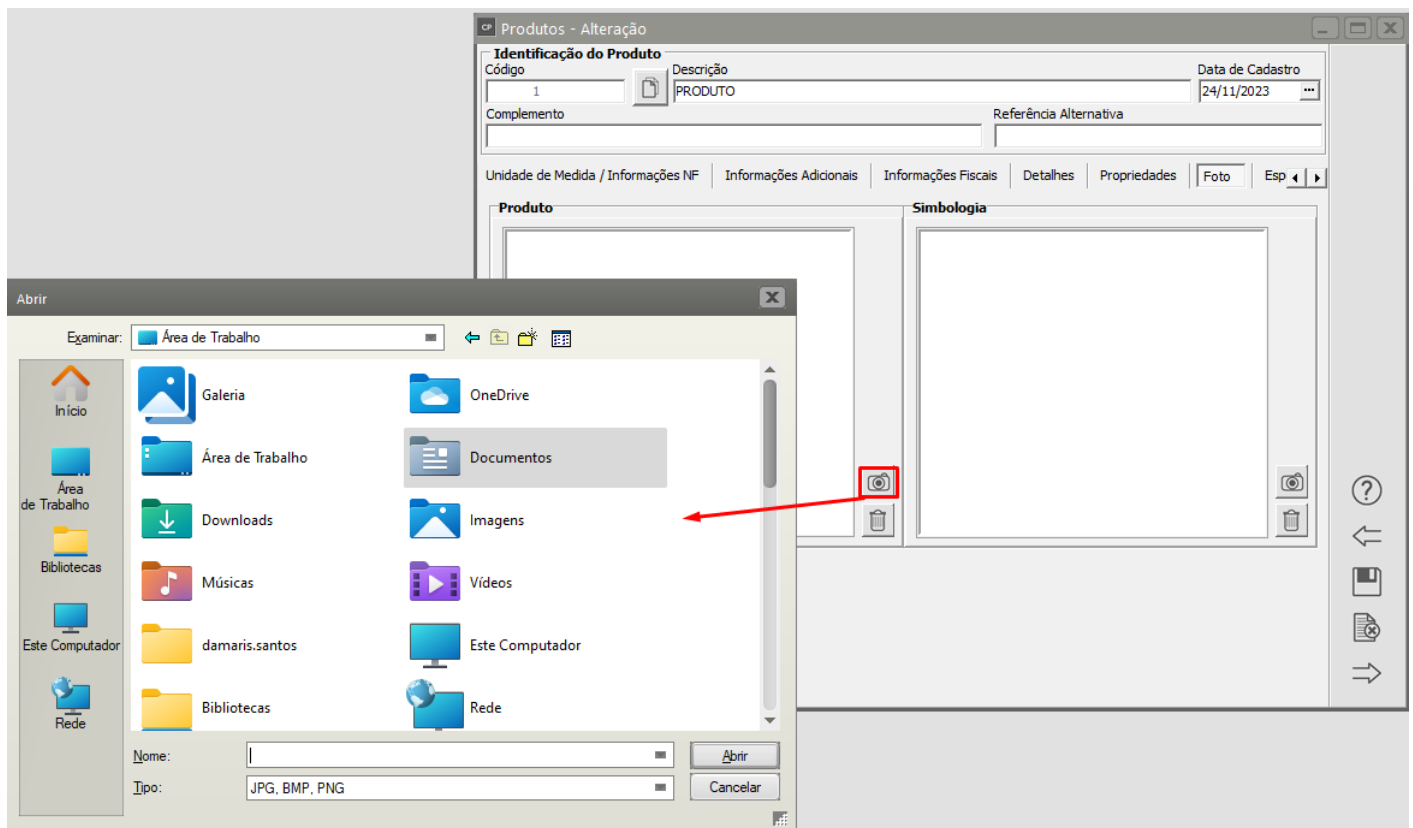 CP Produtos - Alteração
Identificação do Produto
Código Descrição Data de Cadastro
1 PRODUTO 24/11/2023 ...
Complemento Referência Alternativa
Unidade de Medida / Informações NF Informações Adicionais Informações Fiscais Detalhes Propriedades Foto Esp
Produto Simbologia
Abrir
Examinar: Área de Trabalho
Início
Área
de Trabalho
Bibliotecas
Este Computador
Rede
Galeria OneDrive
Área de Trabalho Documentos
Downloads Imagens
Músicas Vídeos
damaris.santos Este Computador
Bibliotecas Rede
Nome: Abrir
Tipo: JPG, BMP, PNG Cancelar
?